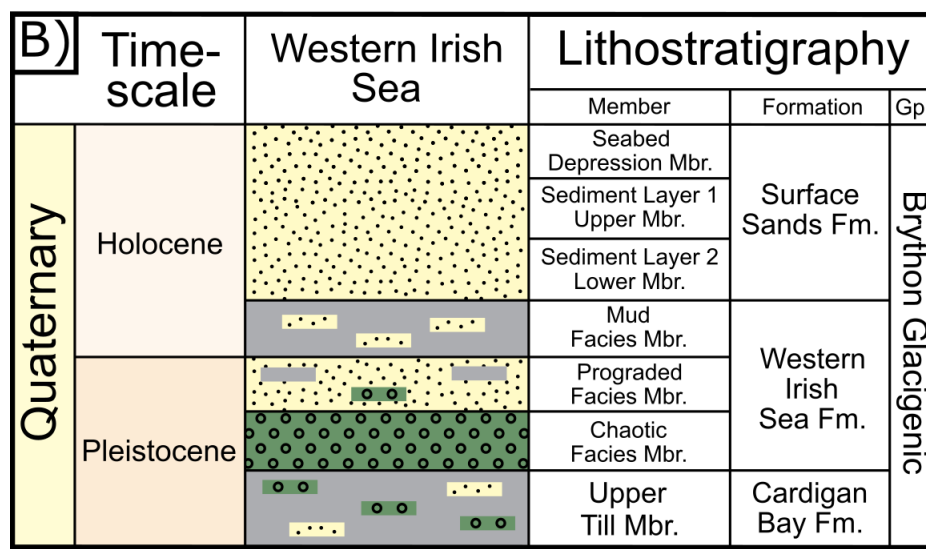 B)
Time-
scale
Western Irish
Sea
Lithostratigraphy
Member
Formation
Gp
Quaternary
Holocene
Pleistocene
Seabed
Depression Mbr.
Sediment Layer 1
Upper Mbr.
Sediment Layer 2
Lower Mbr.
Mud
Facies Mbr.
Prograded
Facies Mbr.
Chaotic
Facies Mbr.
Upper
Till Mbr.
Surface
Sands Fm.
Western
Irish
Sea Fm.
Cardigan
Bay Fm.
Brython Glacigenic